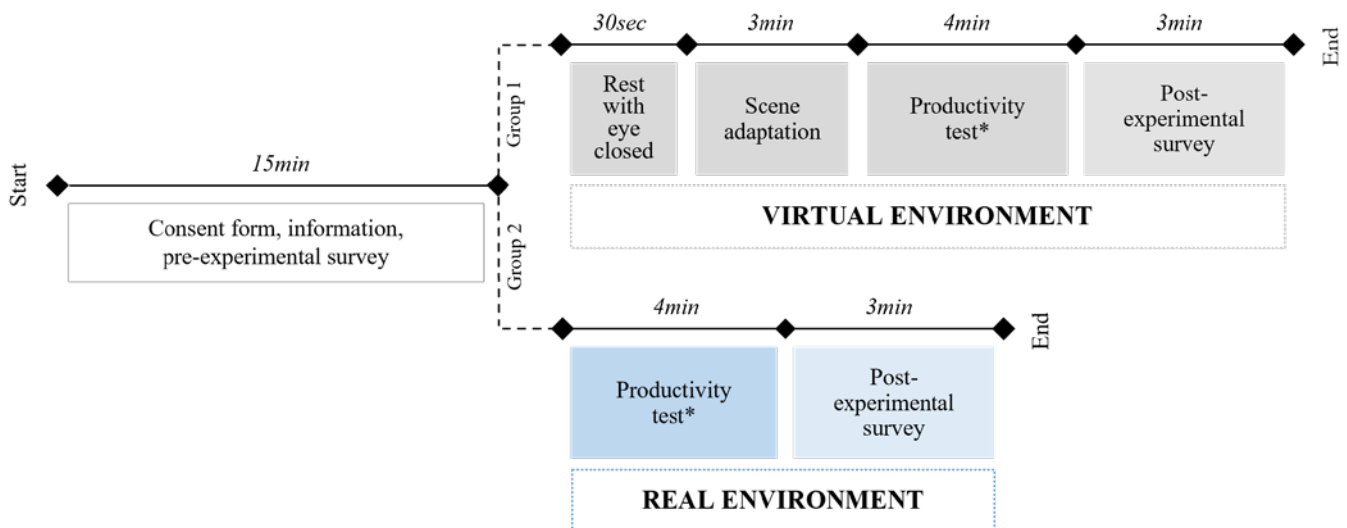 Start
15min
Consent form, information,
pre-experimental survey
Group 1
30sec
3min
4min
3min
End
Rest
with
eye
closed
Scene
adaptation
Productivity
test*
Post-
experimental
survey
VIRTUAL ENVIRONMENT
Group 2
4min
3min
End
Productivity
test*
Post-
experimental
survey
REAL ENVIRONMENT